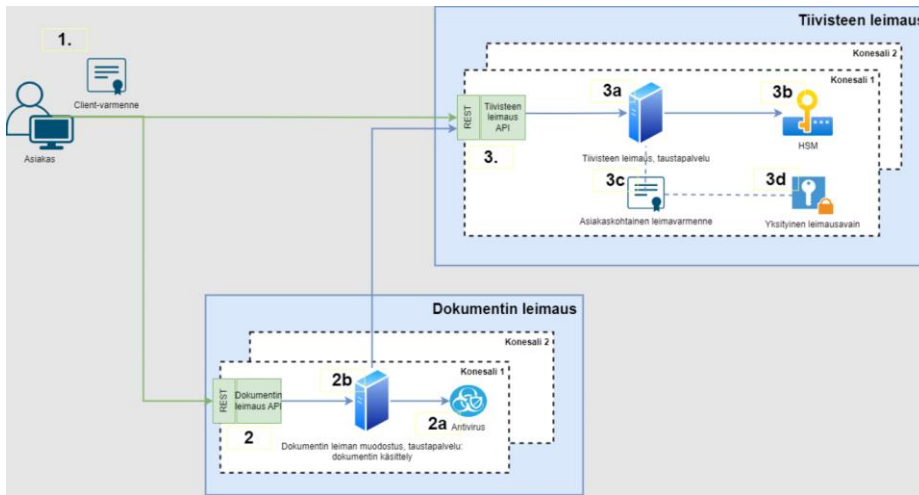 1.
Client-varmenne
Asiakas
Tiivisteen leimaus
Konesali 2
Konesali 1
REST
Tiivisteen
leimaus
API
3.
3a
Tiivisteen leimaus, taustapalvelu
3b
HSM
3c
Asiakaskohtainen leimavarmenne
3d
Yksityinen leimausavain
Dokumentin leimaus
Konesali 2
Konesali 1
REST
Dokumentin
leimaus API
2
2b
2a
Antivirus
Dokumentin leiman muodostus, taustapalvelu:
dokumentin käsittely